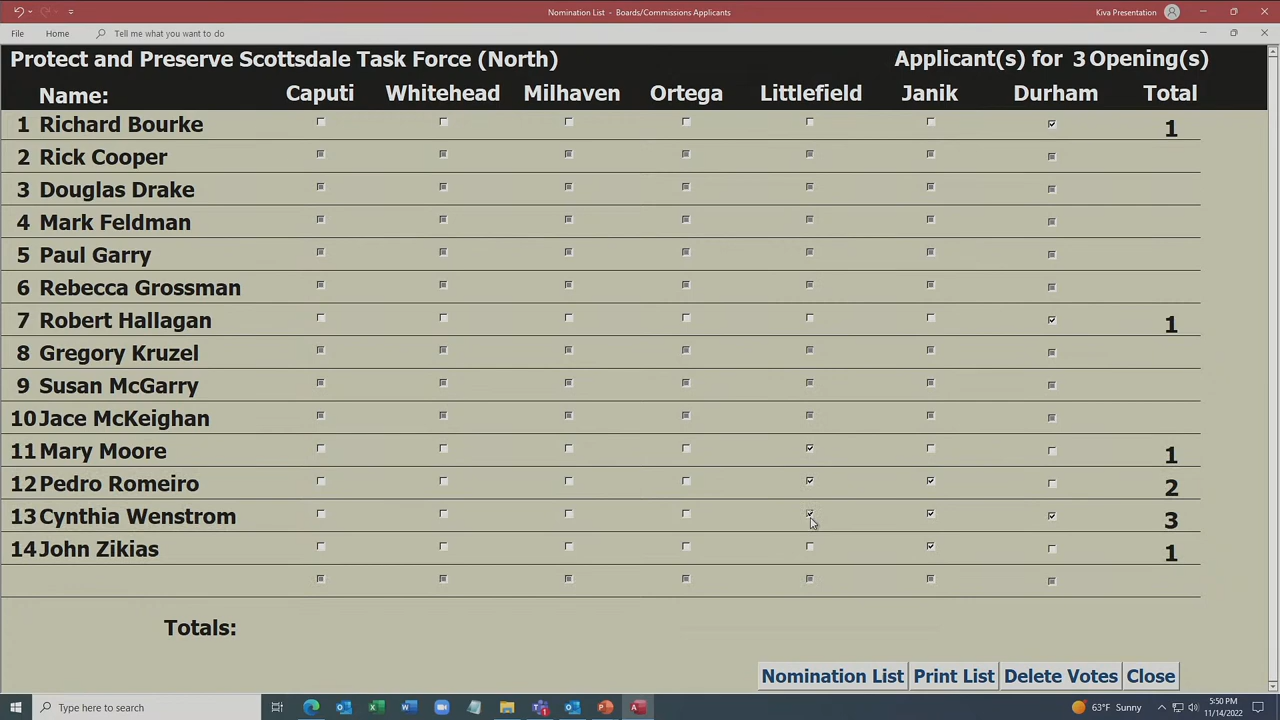 Nomination List - Boards/Commissions Applicants
Kiva Presentation
File Home Tell me what you want to do
Protect and Preserve Scottsdale Task Force (North) Applicant(s) for 3 Opening(s)
Name: Caputi Whitehead Milhaven Ortega Littlefield Janik Durham Total
1 Richard Bourke 1
2 Rick Cooper
3 Douglas Drake
4 Mark Feldman
5 Paul Garry
6 Rebecca Grossman
7 Robert Hallagan 1
8 Gregory Kruzel
9 Susan McGarry
10 Jace McKeighan
11 Mary Moore 1
12 Pedro Romeiro 2
13 Cynthia Wenstrom 3
14 John Zikias 1
Totals:
Nomination List Print List Delete Votes Close
Type here to search
63°F Sunny
5:50 PM
11/14/2022